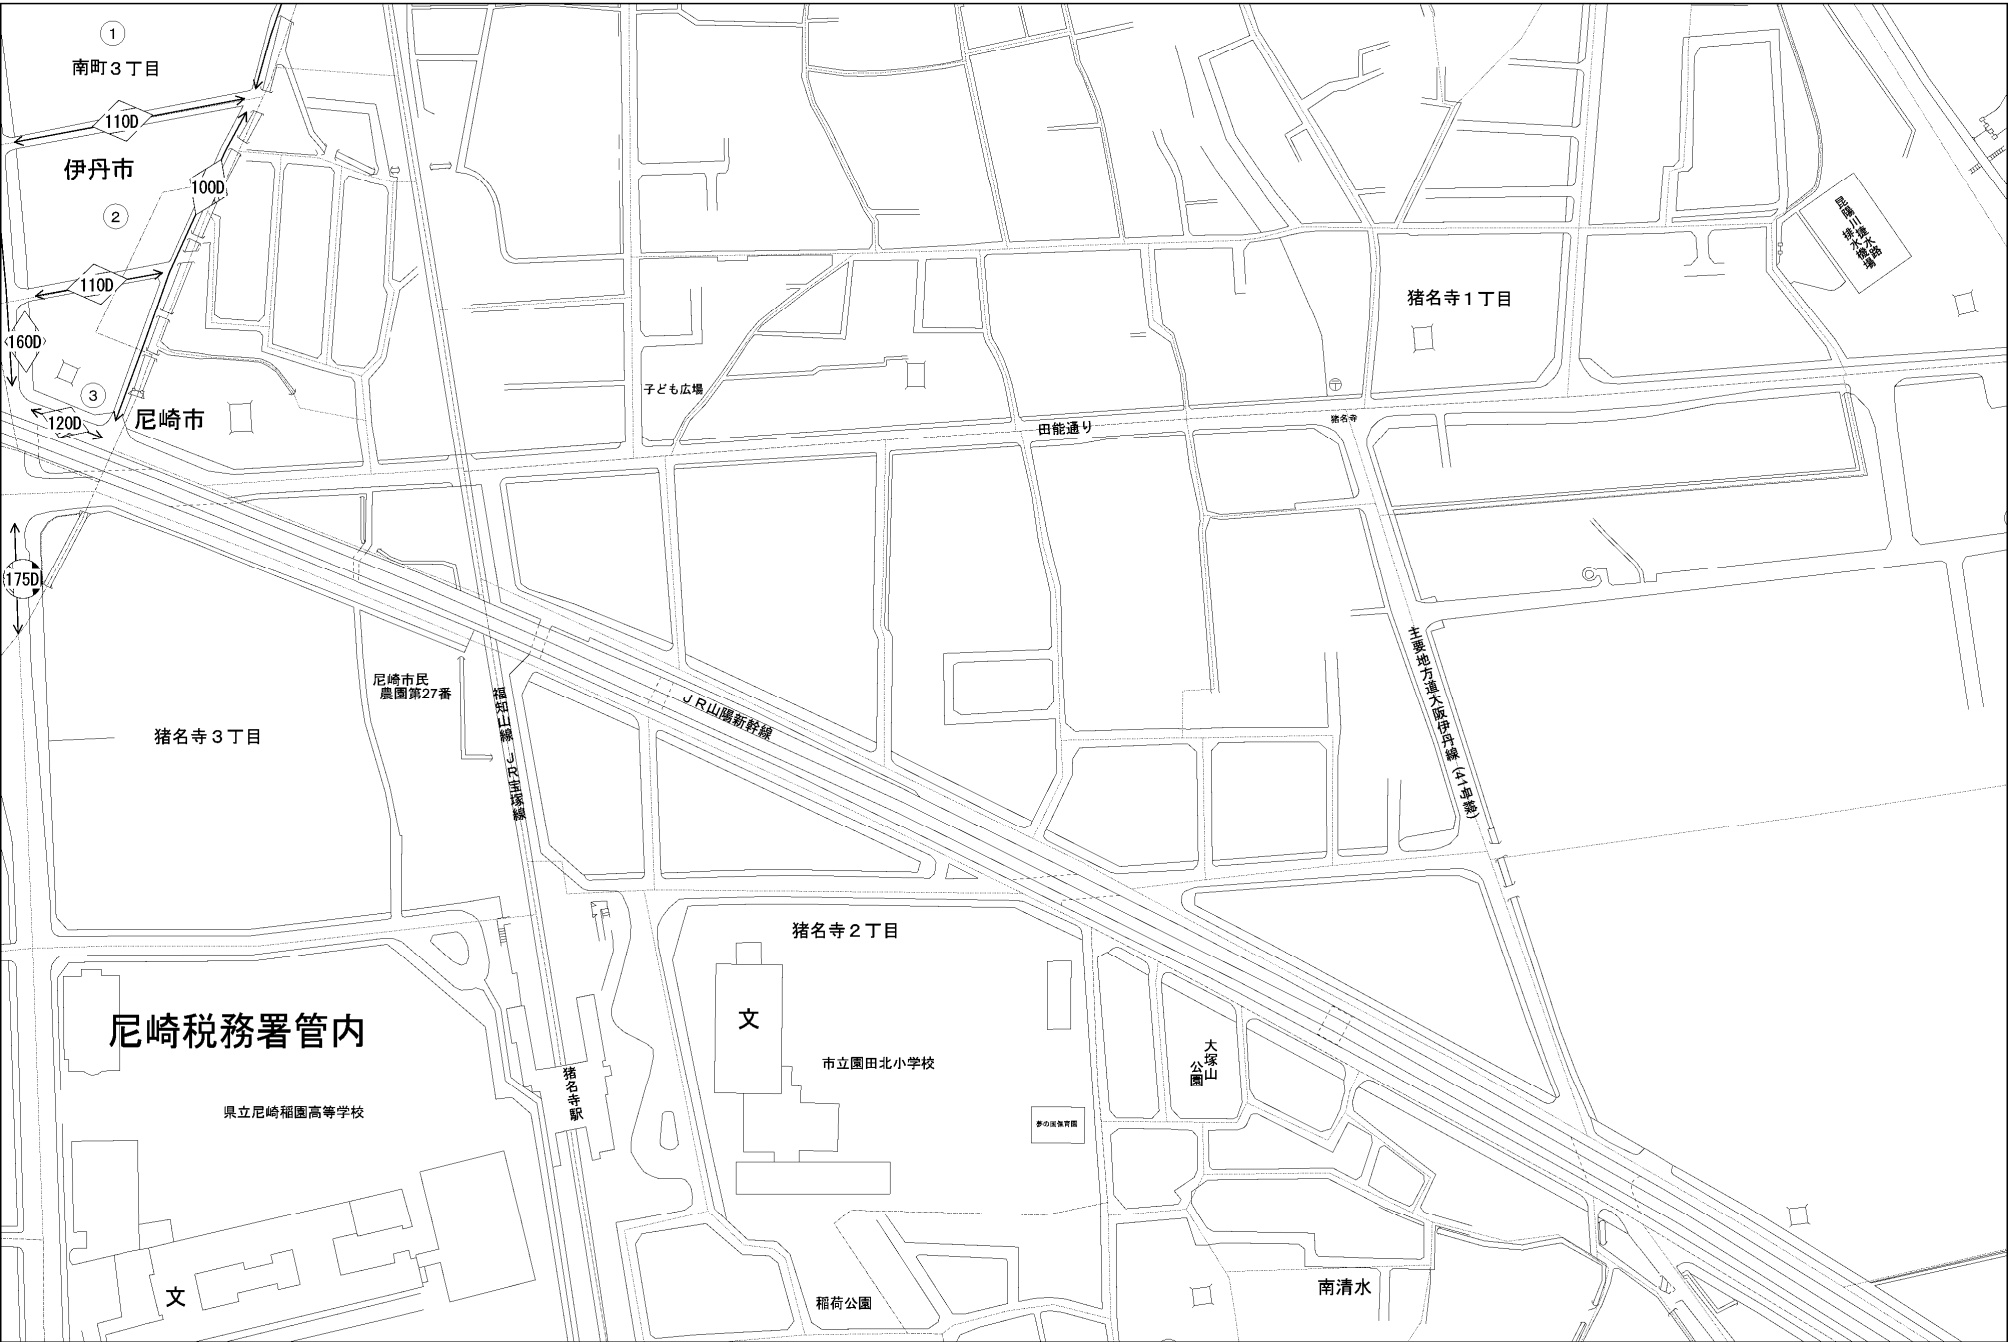 ①
南町３丁目
110D
伊丹市
100D
②
110D
160D
③
120D
尼崎市
175D
昆陽川捷水路
排水機場
猪名寺１丁目
子ども広場
田能通り
猪名寺
〒
尼崎市民
農園第27番
猪名寺３丁目
福知山線 ＪＲ宝塚線
ＪＲ山陽新幹線
主要地方道大阪伊丹線(41号線)
猪名寺２丁目
尼崎税務署管内
文
市立園田北小学校
大塚山
公園
県立尼崎稲園高等学校
猪名寺駅
夢の園保育園
文
稲荷公園
南清水